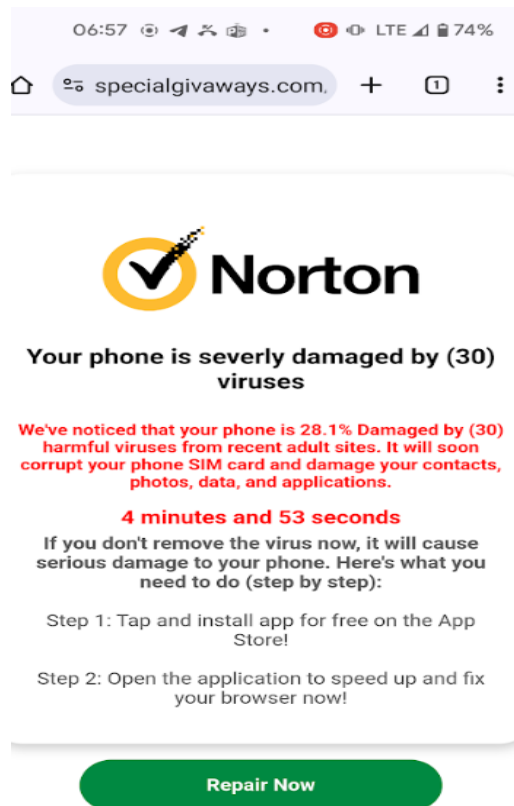 06:57 LTE 74%
specialgivaways.com,
1
Norton
Your phone is severly damaged by (30)
viruses
We've noticed that your phone is 28.1% Damaged by (30)
harmful viruses from recent adult sites. It will soon
corrupt your phone SIM card and damage your contacts,
photos, data, and applications.
4 minutes and 53 seconds
If you don't remove the virus now, it will cause
serious damage to your phone. Here's what you
need to do (step by step):
Step 1: Tap and install app for free on the App
Store!
Step 2: Open the application to speed up and fix
your browser now!
Repair Now